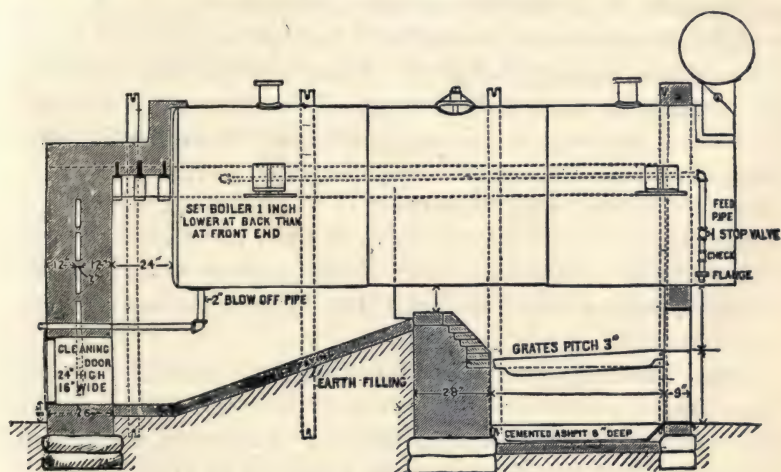 SET BOILER 1 INCH
LOWER AT BACK THAN
AT FRONT END
FEED
PIPE
STOP VALVE
CHECK
FLANGE
12"
12"
2"
24"
2" BLOW OFF PIPE
CLEANING
DOOR
24" HIGH
16" WIDE
EARTH FILLING
GRATES PITCH 3"
28"
9"
26"
CEMENTED ASHPIT 6" DEEP